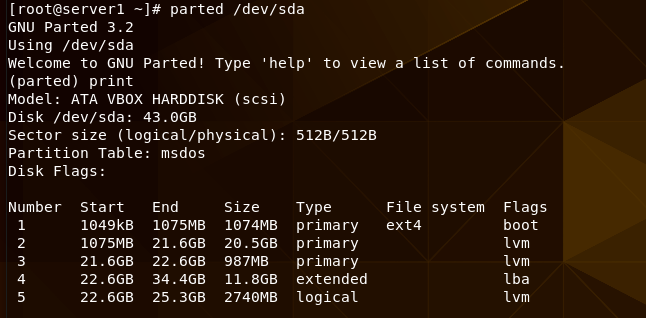 [root@server1 ~]# parted /dev/sda
GNU Parted 3.2
Using /dev/sda
Welcome to GNU Parted! Type 'help' to view a list of commands.
(parted) print
Model: ATA VBOX HARDDISK (scsi)
Disk /dev/sda: 43.0GB
Sector size (logical/physical): 512B/512B
Partition Table: msdos
Disk Flags:

Number  Start   End     Size    Type      File system  Flags
 1      1049kB  1075MB  1074MB  primary   ext4         boot
 2      1075MB  21.6GB  20.5GB  primary                lvm
 3      21.6GB  22.6GB  987MB   primary                lvm
 4      22.6GB  34.4GB  11.8GB  extended               lba
 5      22.6GB  25.3GB  2740MB  logical                lvm